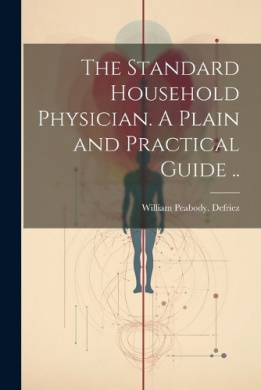 The Standard
Household
Physician. A Plain
and Practical
Guide ..
William Peabody. Defriez